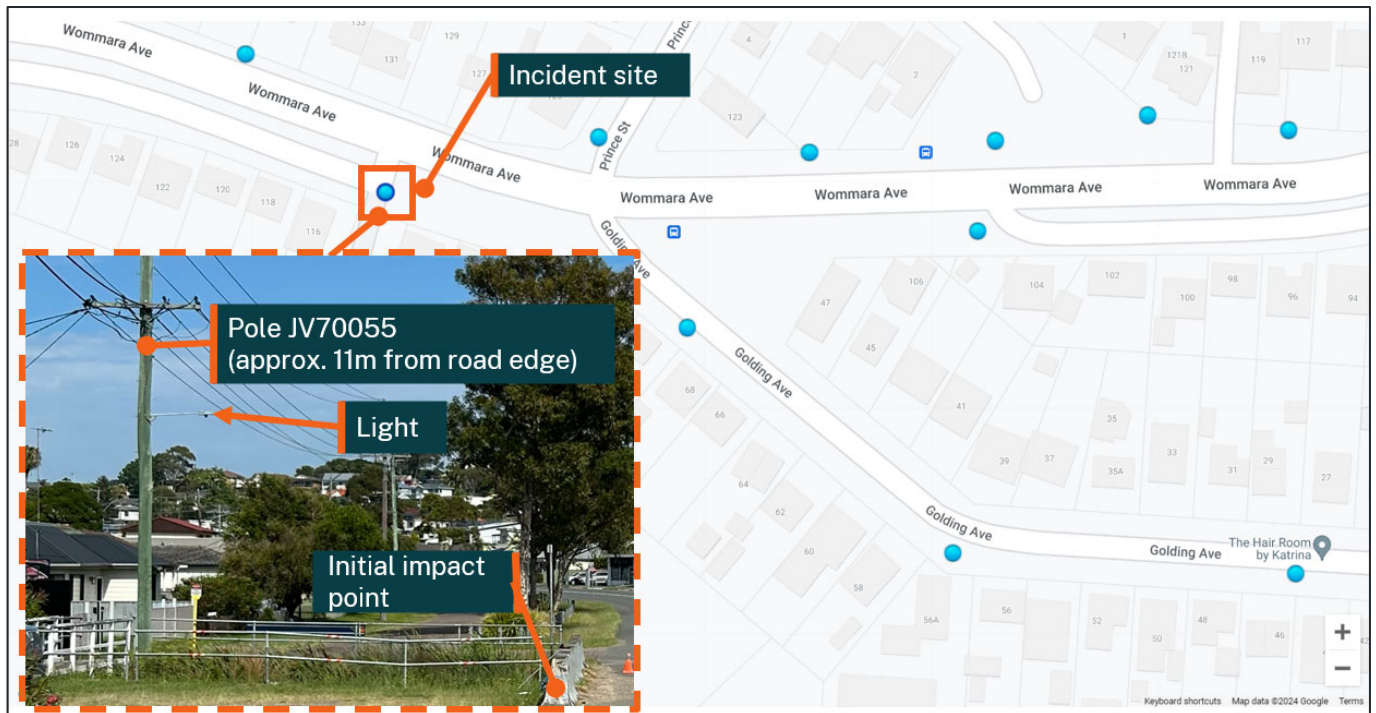 Wommara Ave
133
129
131
127
Incident site
Wommara Ave
Prince St
4
2
123
1
121B
121
117
119
128
126
124
122
120
118
116
Wommara Ave
Prince St
Wommara Ave
Wommara Ave
Wommara Ave
Wommara Ave
Golding Ave
Pole JV70055
(approx. 11m from road edge)
Light
Initial impact
point
106
104
102
100
98
96
94
47
45
Golding Ave
68
66
41
39
37
35
35A
33
31
29
27
64
62
60
58
Golding Ave
Golding Ave
The Hair Room
by Katrina
56A
56
52
50
48
46
42
+
−
Keyboard shortcuts Map data ©2024 Google Terms